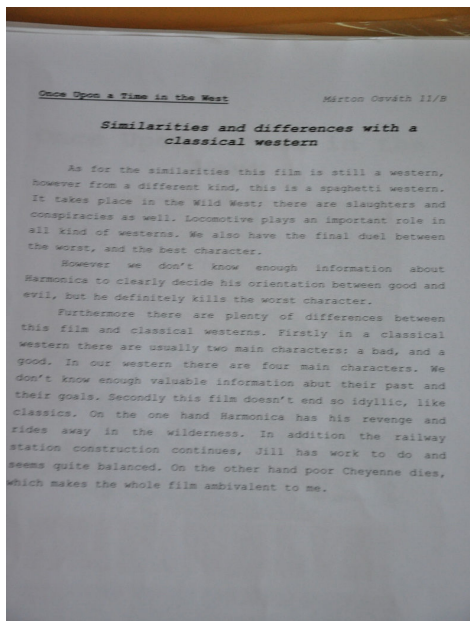 Once Upon a Time in the West
Márton Osváth 11/B
Similarities and differences with a
classical western
As for the similarities this film is still a western,
however from a different kind, this is a spaghetti western.
It takes place in the Wild West; there are slaughters and
conspiracies as well. Locomotive plays an important role in
all kind of westerns. We also have the final duel between
the worst, and the best character.
However we don't know enough information about
Harmonica to clearly decide his orientation between good and
evil, but he definitely kills the worst character.
Furthermore there are plenty of differences between
this film and classical westerns. Firstly in a classical
western there are usually two main characters: a bad, and a
good. In our western there are four main characters. We
don't know enough valuable information abut their past and
their goals. Secondly this film doesn't end so idyllic, like
classics. On the one hand Harmonica has his revenge and
rides away in the wilderness. In addition the railway
station construction continues, Jill has work to do and
seems quite balanced. On the other hand poor Cheyenne dies,
which makes the whole film ambivalent to me.